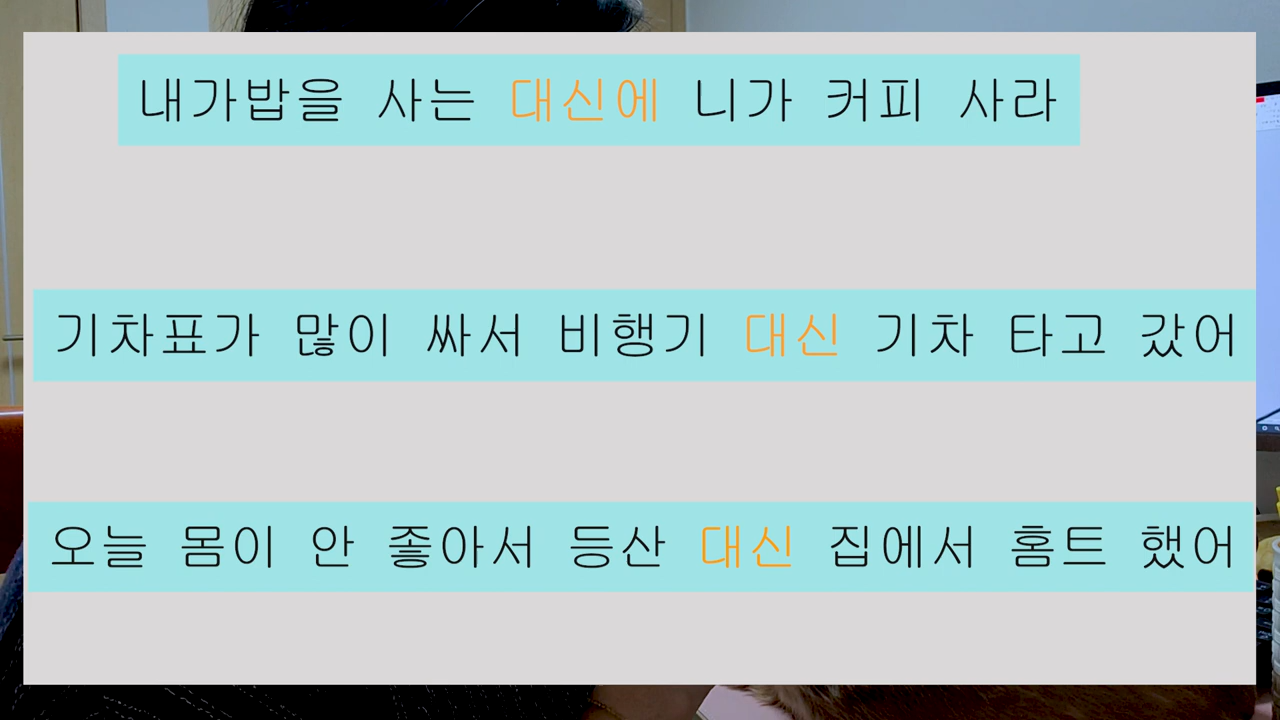 내가밥을 사는 대신에 니가 커피 사라
기차표가 많이 싸서 비행기 대신 기차 타고 갔어
오늘 몸이 안 좋아서 등산 대신 집에서 홈트 했어